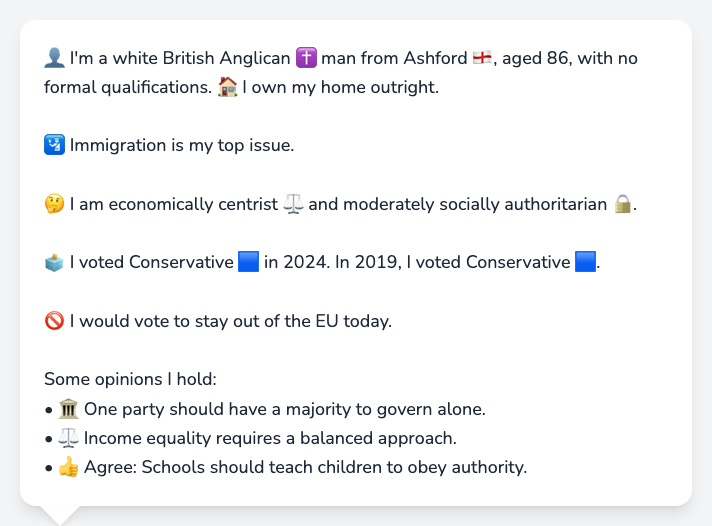 👤 I'm a white British Anglican ✝️ man from Ashford 🏴󠁧󠁢󠁥󠁮󠁧󠁿, aged 86, with no
formal qualifications. 🏠 I own my home outright.
🛂 Immigration is my top issue.
🤔 I am economically centrist ⚖️ and moderately socially authoritarian 🔒.
🗳️ I voted Conservative 🟦 in 2024. In 2019, I voted Conservative 🟦.
🚫 I would vote to stay out of the EU today.
Some opinions I hold:
• 🏛️ One party should have a majority to govern alone.
• ⚖️ Income equality requires a balanced approach.
• 👍 Agree: Schools should teach children to obey authority.